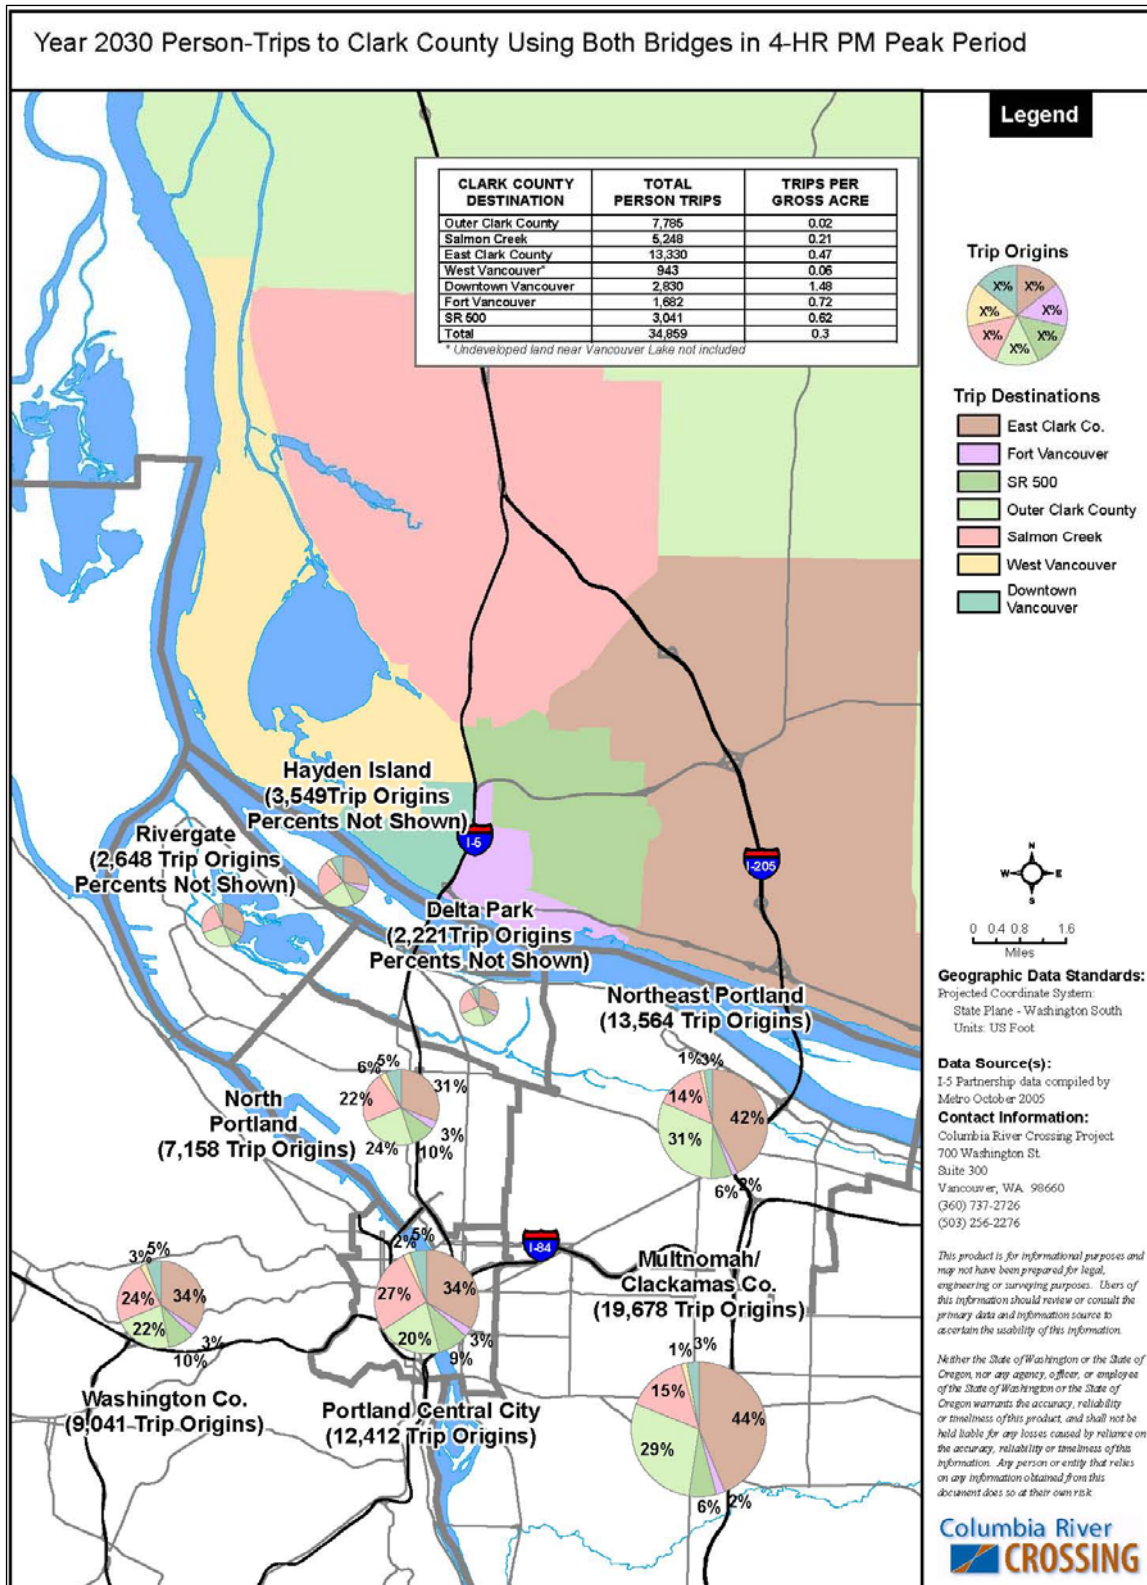 Year 2030 Person-Trips to Clark County Using Both Bridges in 4-HR PM Peak Period
Legend
CLARK COUNTY DESTINATION TOTAL PERSON TRIPS TRIPS PER GROSS ACRE
Outer Clark County 7,785 0.02
Salmon Creek 5,248 0.21
East Clark County 13,330 0.47
West Vancouver* 943 0.06
Downtown Vancouver 2,830 1.48
Fort Vancouver 1,682 0.72
SR 500 3,041 0.62
Total 34,859 0.3
* Undeveloped land near Vancouver Lake not included
Trip Origins
X% X%
X% X%
X% X%
X%
Trip Destinations
East Clark Co.
Fort Vancouver
SR 500
Outer Clark County
Salmon Creek
West Vancouver
Downtown
Vancouver
Hayden Island
(3,549Trip Origins
Percents Not Shown)
Rivergate
(2,648 Trip Origins
Percents Not Shown)
I-5
I-205
Delta Park
(2,221Trip Origins
Percents Not Shown)
Northeast Portland
(13,564 Trip Origins)
1% 3%
14% 42%
31%
6% 2%
6% 5%
22% 31%
24% 10% 3%
North
Portland
(7,158 Trip Origins)
I-84
2% 5%
27% 34%
20% 9% 3%
Portland Central City
(12,412 Trip Origins)
3% 5%
24% 34%
22% 10% 3%
Washington Co.
(9,041 Trip Origins)
Multnomah/
Clackamas Co.
(19,678 Trip Origins)
1% 3%
15% 44%
29%
6% 2%
N
W E
S
0 0.4 0.8 1.6
Miles
Geographic Data Standards:
Projected Coordinate System:
State Plane - Washington South
Units: US Foot
Data Source(s):
I-5 Partnership data compiled by
Metro October 2005
Contact Information:
Columbia River Crossing Project
700 Washington St.
Suite 300
Vancouver, WA 98660
(360) 737-2726
(503) 256-2276
This product is for informational purposes and
may not have been prepared for legal,
engineering or surveying purposes. Users of
this information should review or consult the
primary data and information source to
ascertain the usability of this information.
Neither the State of Washington or the State of
Oregon, nor any agency, officer, or employee
of the State of Washington or the State of
Oregon warrants the accuracy, reliability
or timeliness of this product, and shall not be
held liable for any losses caused by reliance on
the accuracy, reliability or timeliness of this
information. Any person or entity that relies
on any information obtained from this
document does so at their own risk
Columbia River
CROSSING